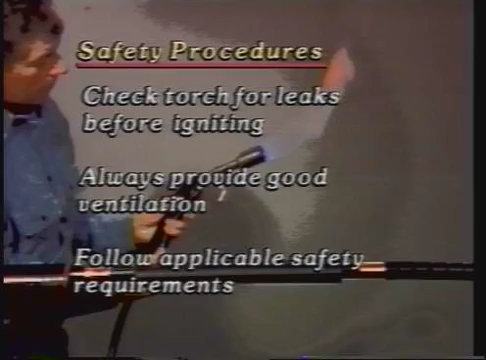 Safety Procedures
Check torch for leaks
before igniting
Always provide good
ventilation
Follow applicable safety
requirements